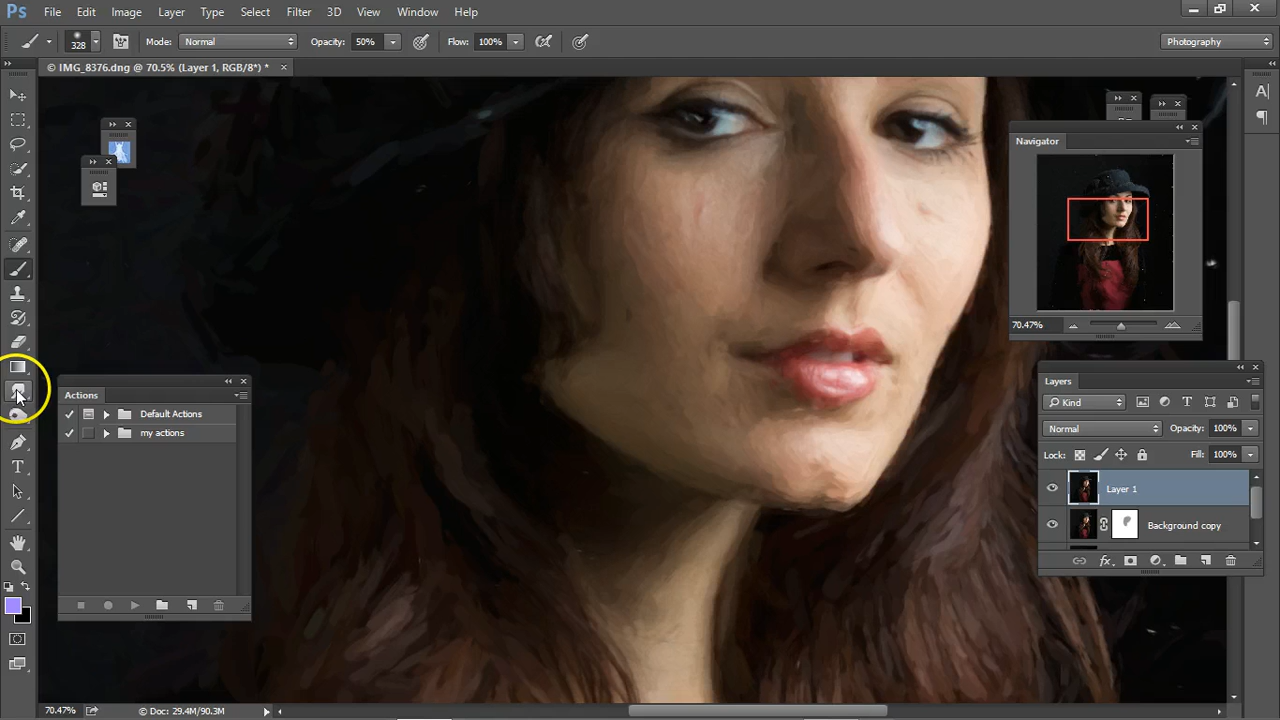 Ps File Edit Image Layer Type Select Filter 3D View Window Help
328 Mode: Normal Opacity: 50% Flow: 100% Photography
© IMG_8376.dng @ 70.5% (Layer 1, RGB/8*) * ×
A|
Navigator
70.47%
Actions
Default Actions
my actions
Layers
Kind
Normal Opacity: 100%
Lock: Fill: 100%
Layer 1
Background copy
fx
T
70.47% © Doc: 29.4M/90.3M